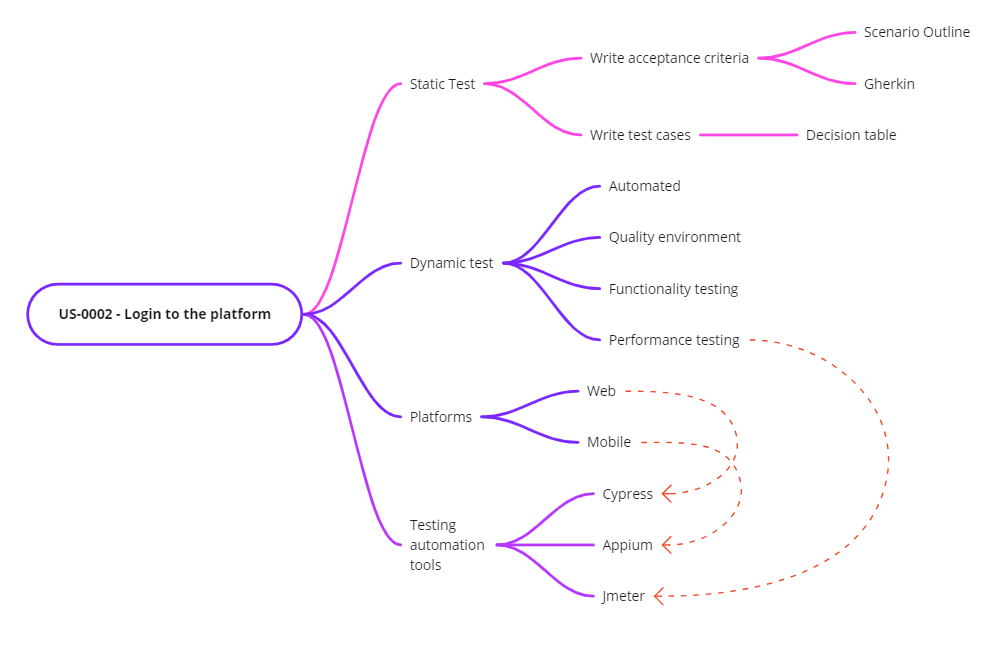 Scenario Outline
Write acceptance criteria
Static Test
Gherkin
Write test cases
Decision table
Automated
Quality environment
Dynamic test
Functionality testing
US-0002 - Login to the platform
Performance testing
Web
Platforms
Mobile
Cypress
Testing
automation
tools
Appium
Jmeter